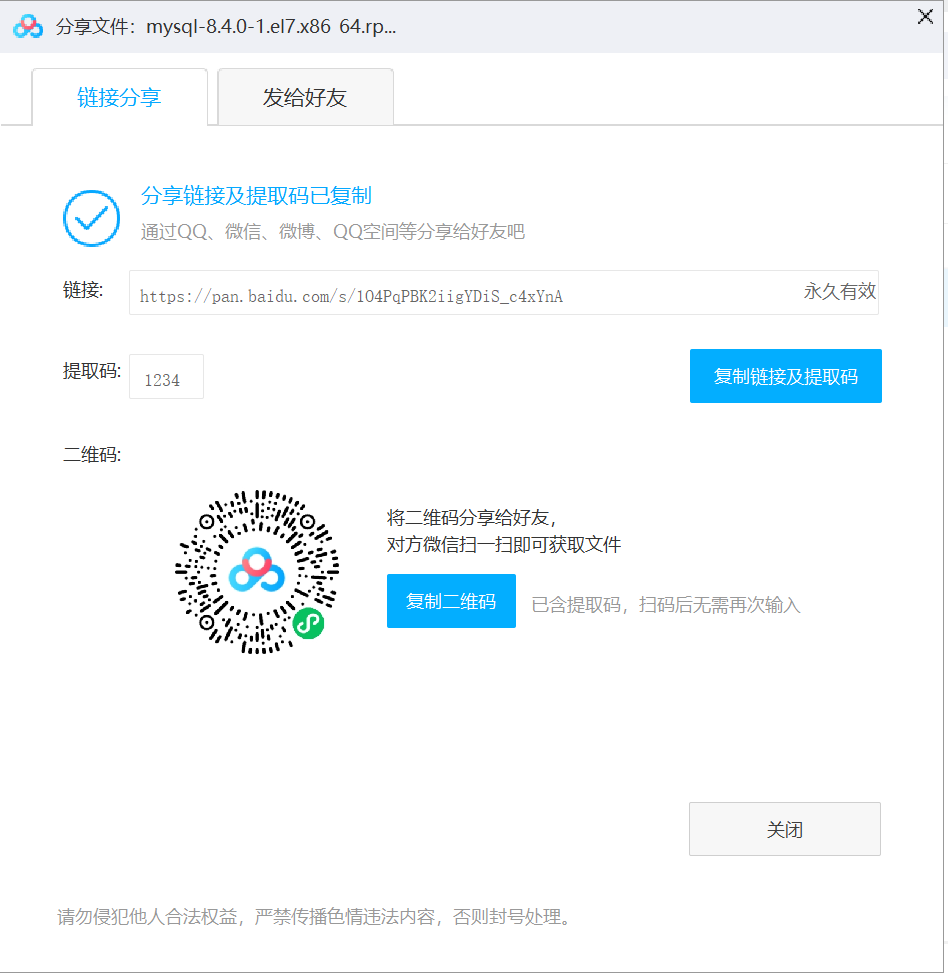 分享文件：mysql-8.4.0-1.el7.x86_64.rp...
链接分享
发给好友
分享链接及提取码已复制
通过QQ、微信、微博、QQ空间等分享给好友吧
链接: https://pan.baidu.com/s/1O4PqPBK2iigYDiS_c4xYnA 永久有效
提取码: 1234
复制链接及提取码
二维码:
将二维码分享给好友，
对方微信扫一扫即可获取文件
复制二维码
已含提取码，扫码后无需再次输入
关闭
请勿侵犯他人合法权益，严禁传播色情违法内容，否则封号处理。